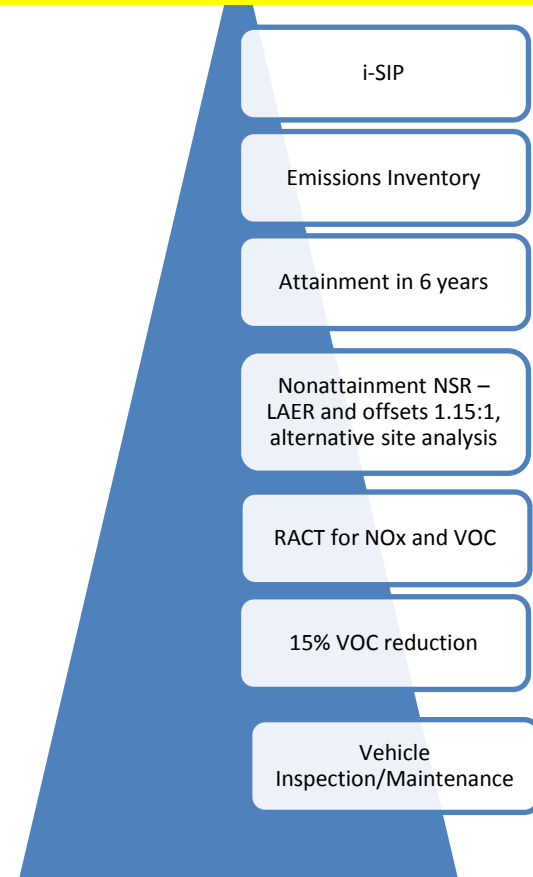 i-SIP
Emissions Inventory
Attainment in 6 years
Nonattainment NSR –
LAER and offsets 1.15:1,
alternative site analysis
RACT for NOx and VOC
15% VOC reduction
Vehicle
Inspection/Maintenance